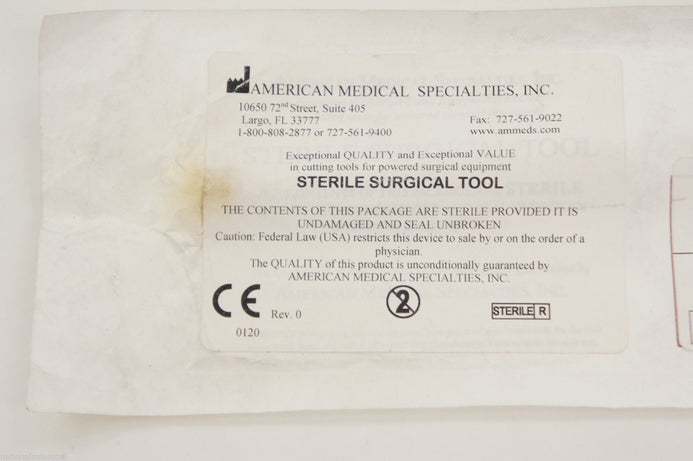 AMERICAN MEDICAL SPECIALTIES, INC.
10650 72nd Street, Suite 405
Largo, FL 33777
Fax: 727-561-9022
1-800-808-2877 or 727-561-9400
www.ammeds.com
Exceptional QUALITY and Exceptional VALUE
in cutting tools for powered surgical equipment
STERILE SURGICAL TOOL
THE CONTENTS OF THIS PACKAGE ARE STERILE PROVIDED IT IS
UNDAMAGED AND SEAL UNBROKEN
Caution: Federal Law (USA) restricts this device to sale by or on the order of a
physician.
The QUALITY of this product is unconditionally guaranteed by
AMERICAN MEDICAL SPECIALTIES, INC.
CE Rev. 0 2 STERILE R
0120